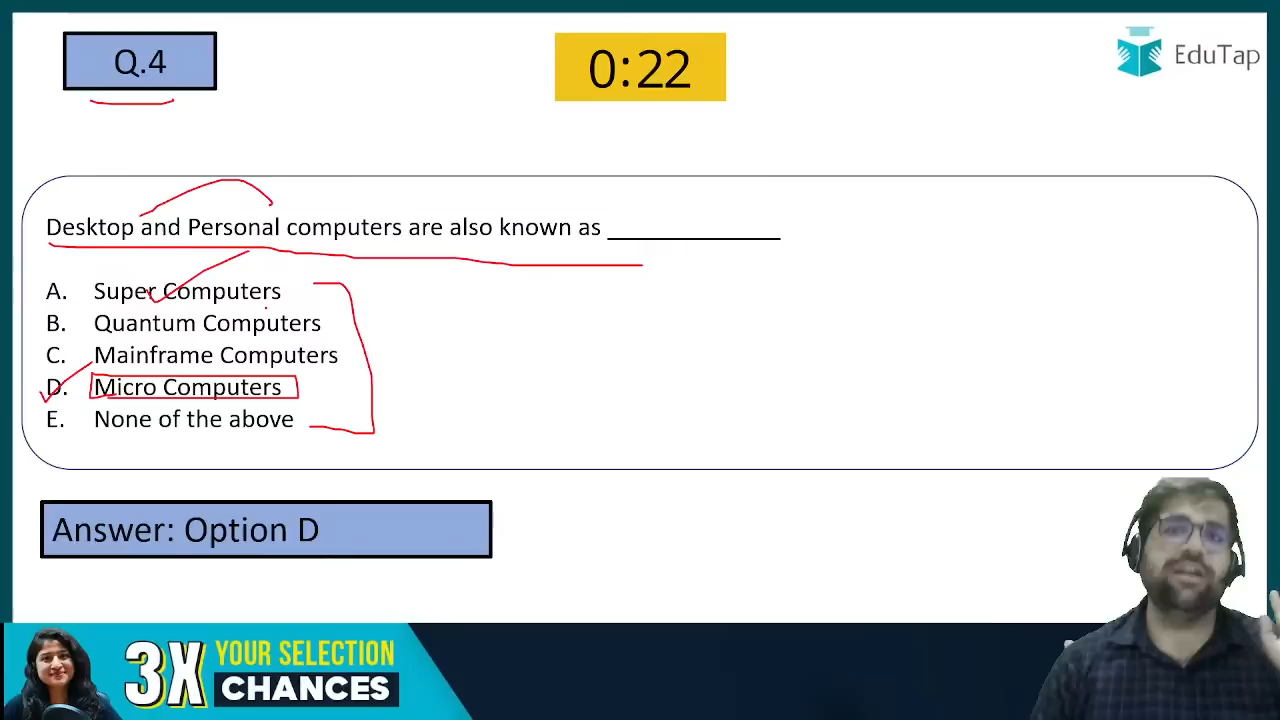 Q.4
0:22
EduTap
Desktop and Personal computers are also known as _____________
A. Super Computers
B. Quantum Computers
C. Mainframe Computers
D. Micro Computers
E. None of the above
Answer: Option D
3X YOUR SELECTION
CHANCES